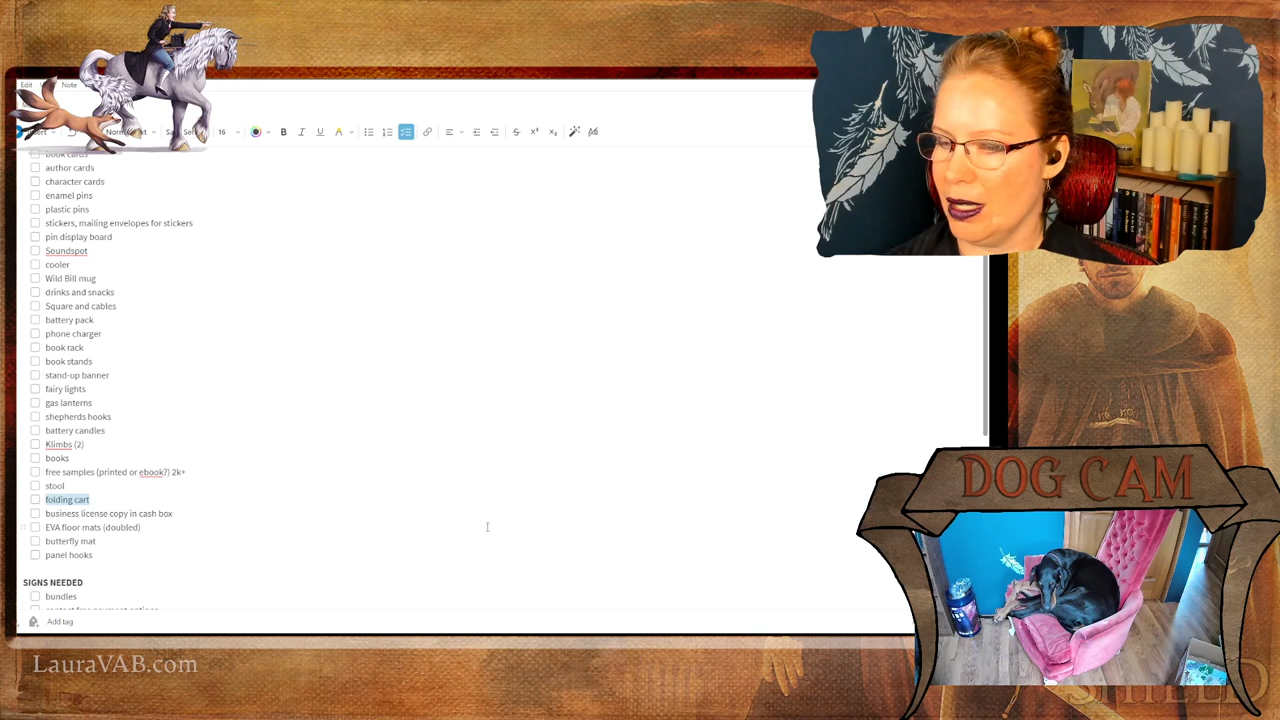 Edit
Note
16
B I U A
book cards
author cards
character cards
enamel pins
plastic pins
stickers, mailing envelopes for stickers
pin display board
Soundspot
cooler
Wild Bill mug
drinks and snacks
Square and cables
battery pack
phone charger
book rack
book stands
stand-up banner
fairy lights
gas lanterns
shepherds hooks
battery candles
Klimbs (2)
books
free samples (printed or ebook?) 2k+
stool
folding cart
business license copy in cash box
EVA floor mats (doubled)
butterfly mat
panel hooks
SIGNS NEEDED
bundles
Add tag
LauraVAB.com
DOG CAM
SHIELD